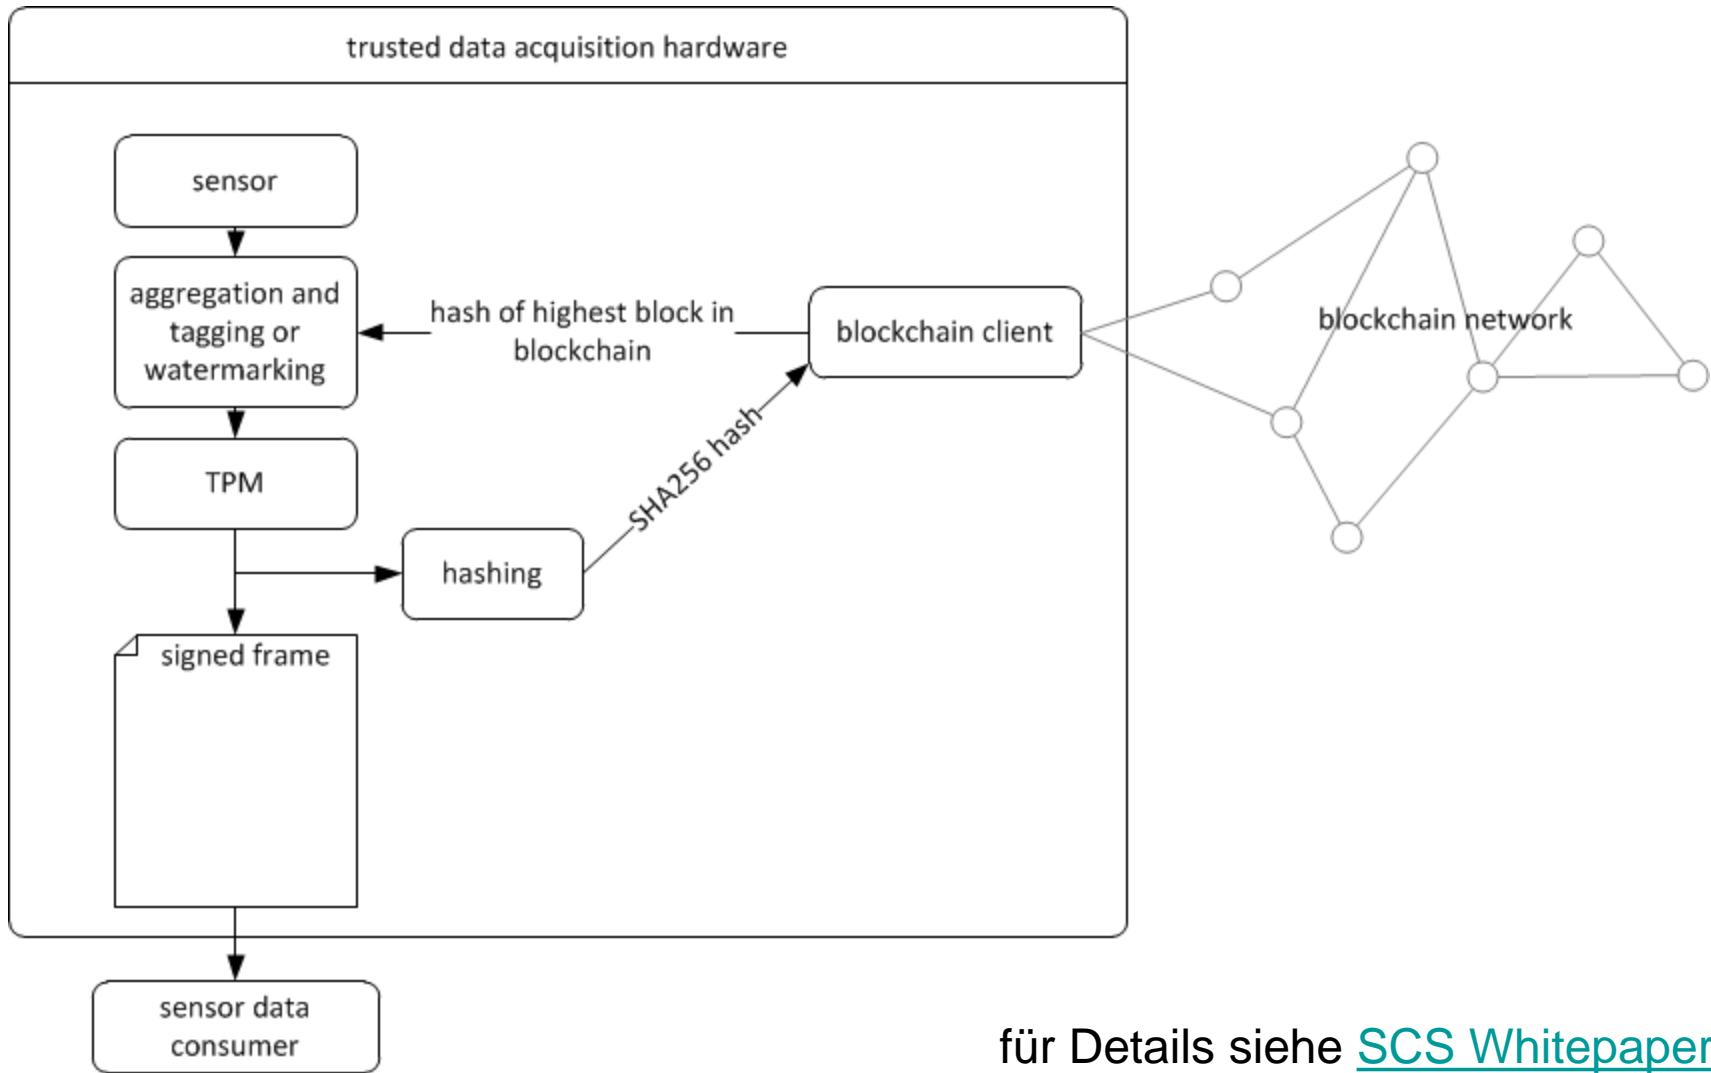 trusted data acquisition hardware
sensor
aggregation and
tagging or
watermarking
hash of highest block in
blockchain
blockchain client
blockchain network
TPM
SHA256 hash
hashing
signed frame
sensor data
consumer
für Details siehe SCS Whitepaper